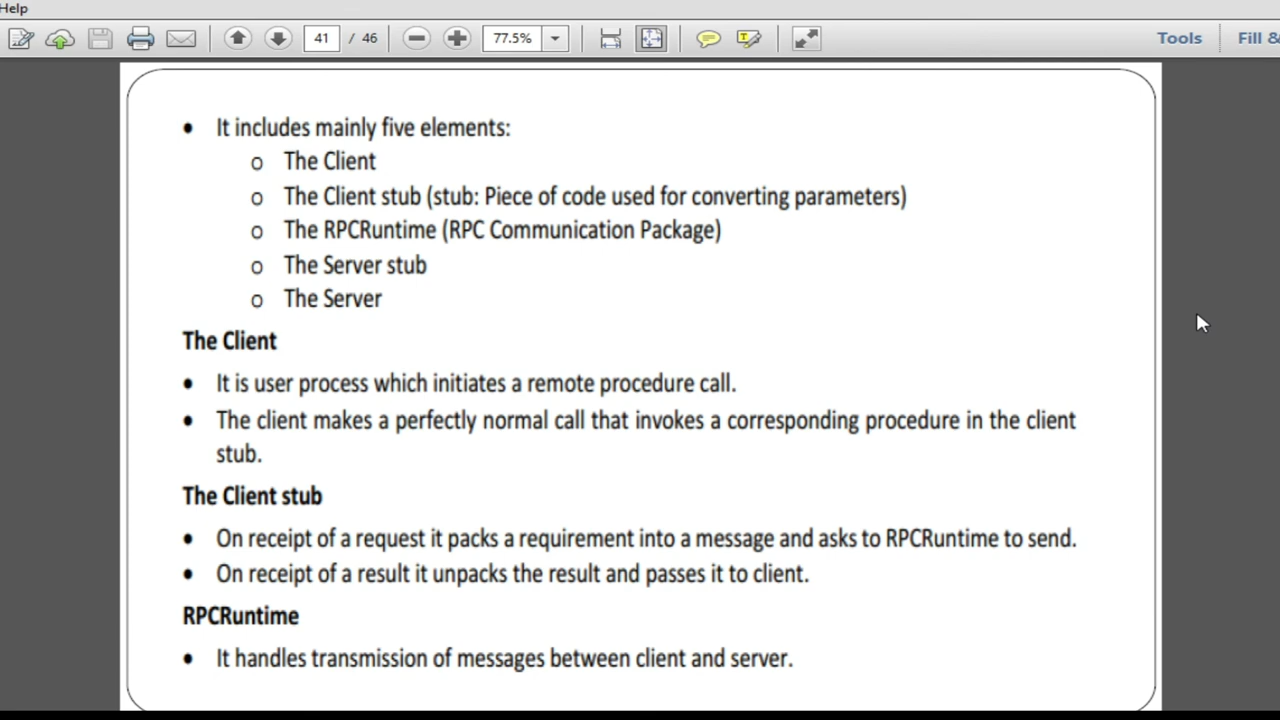 Help
41 / 46 77.5% Tools Fill &
• It includes mainly five elements:
o The Client
o The Client stub (stub: Piece of code used for converting parameters)
o The RPCRuntime (RPC Communication Package)
o The Server stub
o The Server
The Client
• It is user process which initiates a remote procedure call.
• The client makes a perfectly normal call that invokes a corresponding procedure in the client
stub.
The Client stub
• On receipt of a request it packs a requirement into a message and asks to RPCRuntime to send.
• On receipt of a result it unpacks the result and passes it to client.
RPCRuntime
• It handles transmission of messages between client and server.